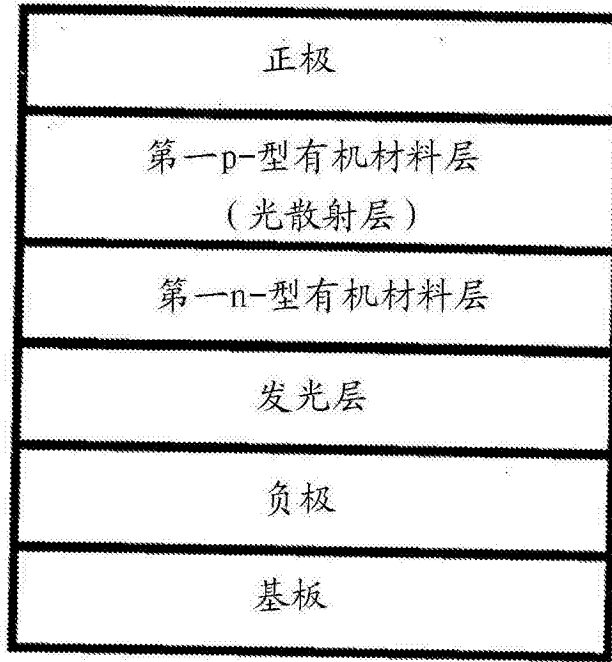 正极
第一p-型有机材料层
(光散射层)
第一n-型有机材料层
发光层
负极
基板